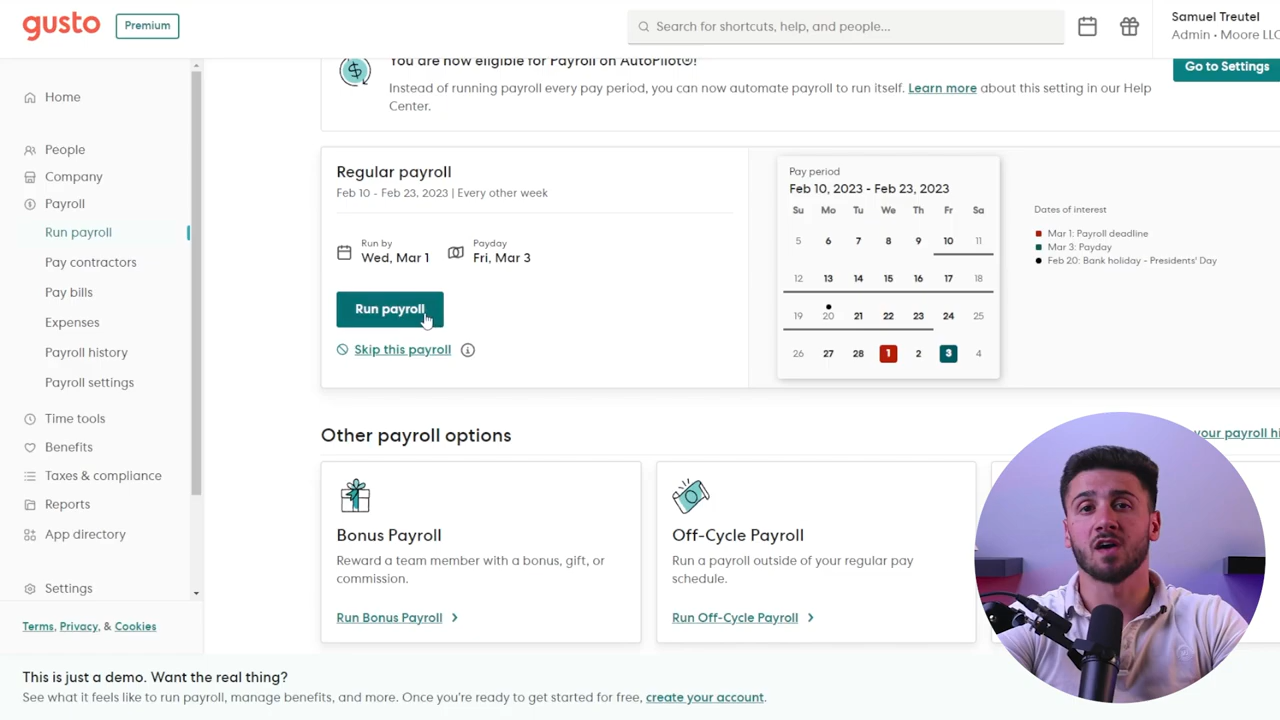 gusto
Premium
Search for shortcuts, help, and people...
Samuel Treutel
Admin • Moore LLC
Home
People
Company
Payroll
Run payroll
Pay contractors
Pay bills
Expenses
Payroll history
Payroll settings
Time tools
Benefits
Taxes & compliance
Reports
App directory
Settings
Terms, Privacy, & Cookies
You are now eligible for Payroll on AutoPilot®!
Instead of running payroll every pay period, you can now automate payroll to run itself. Learn more about this setting in our Help
Center.
Go to Settings
Regular payroll
Feb 10 - Feb 23, 2023 | Every other week
Run by
Wed, Mar 1
Payday
Fri, Mar 3
Run payroll
Skip this payroll
Pay period
Feb 10, 2023 - Feb 23, 2023
Su Mo Tu We Th Fr Sa
5 6 7 8 9 10 11
12 13 14 15 16 17 18
19 20 21 22 23 24 25
26 27 28 1 2 3 4
Dates of interest
Mar 1: Payroll deadline
Mar 3: Payday
Feb 20: Bank holiday - Presidents' Day
Other payroll options
your payroll hi
Bonus Payroll
Reward a team member with a bonus, gift, or
commission.
Run Bonus Payroll
Off-Cycle Payroll
Run a payroll outside of your regular pay
schedule.
Run Off-Cycle Payroll
This is just a demo. Want the real thing?
See what it feels like to run payroll, manage benefits, and more. Once you're ready to get started for free, create your account.